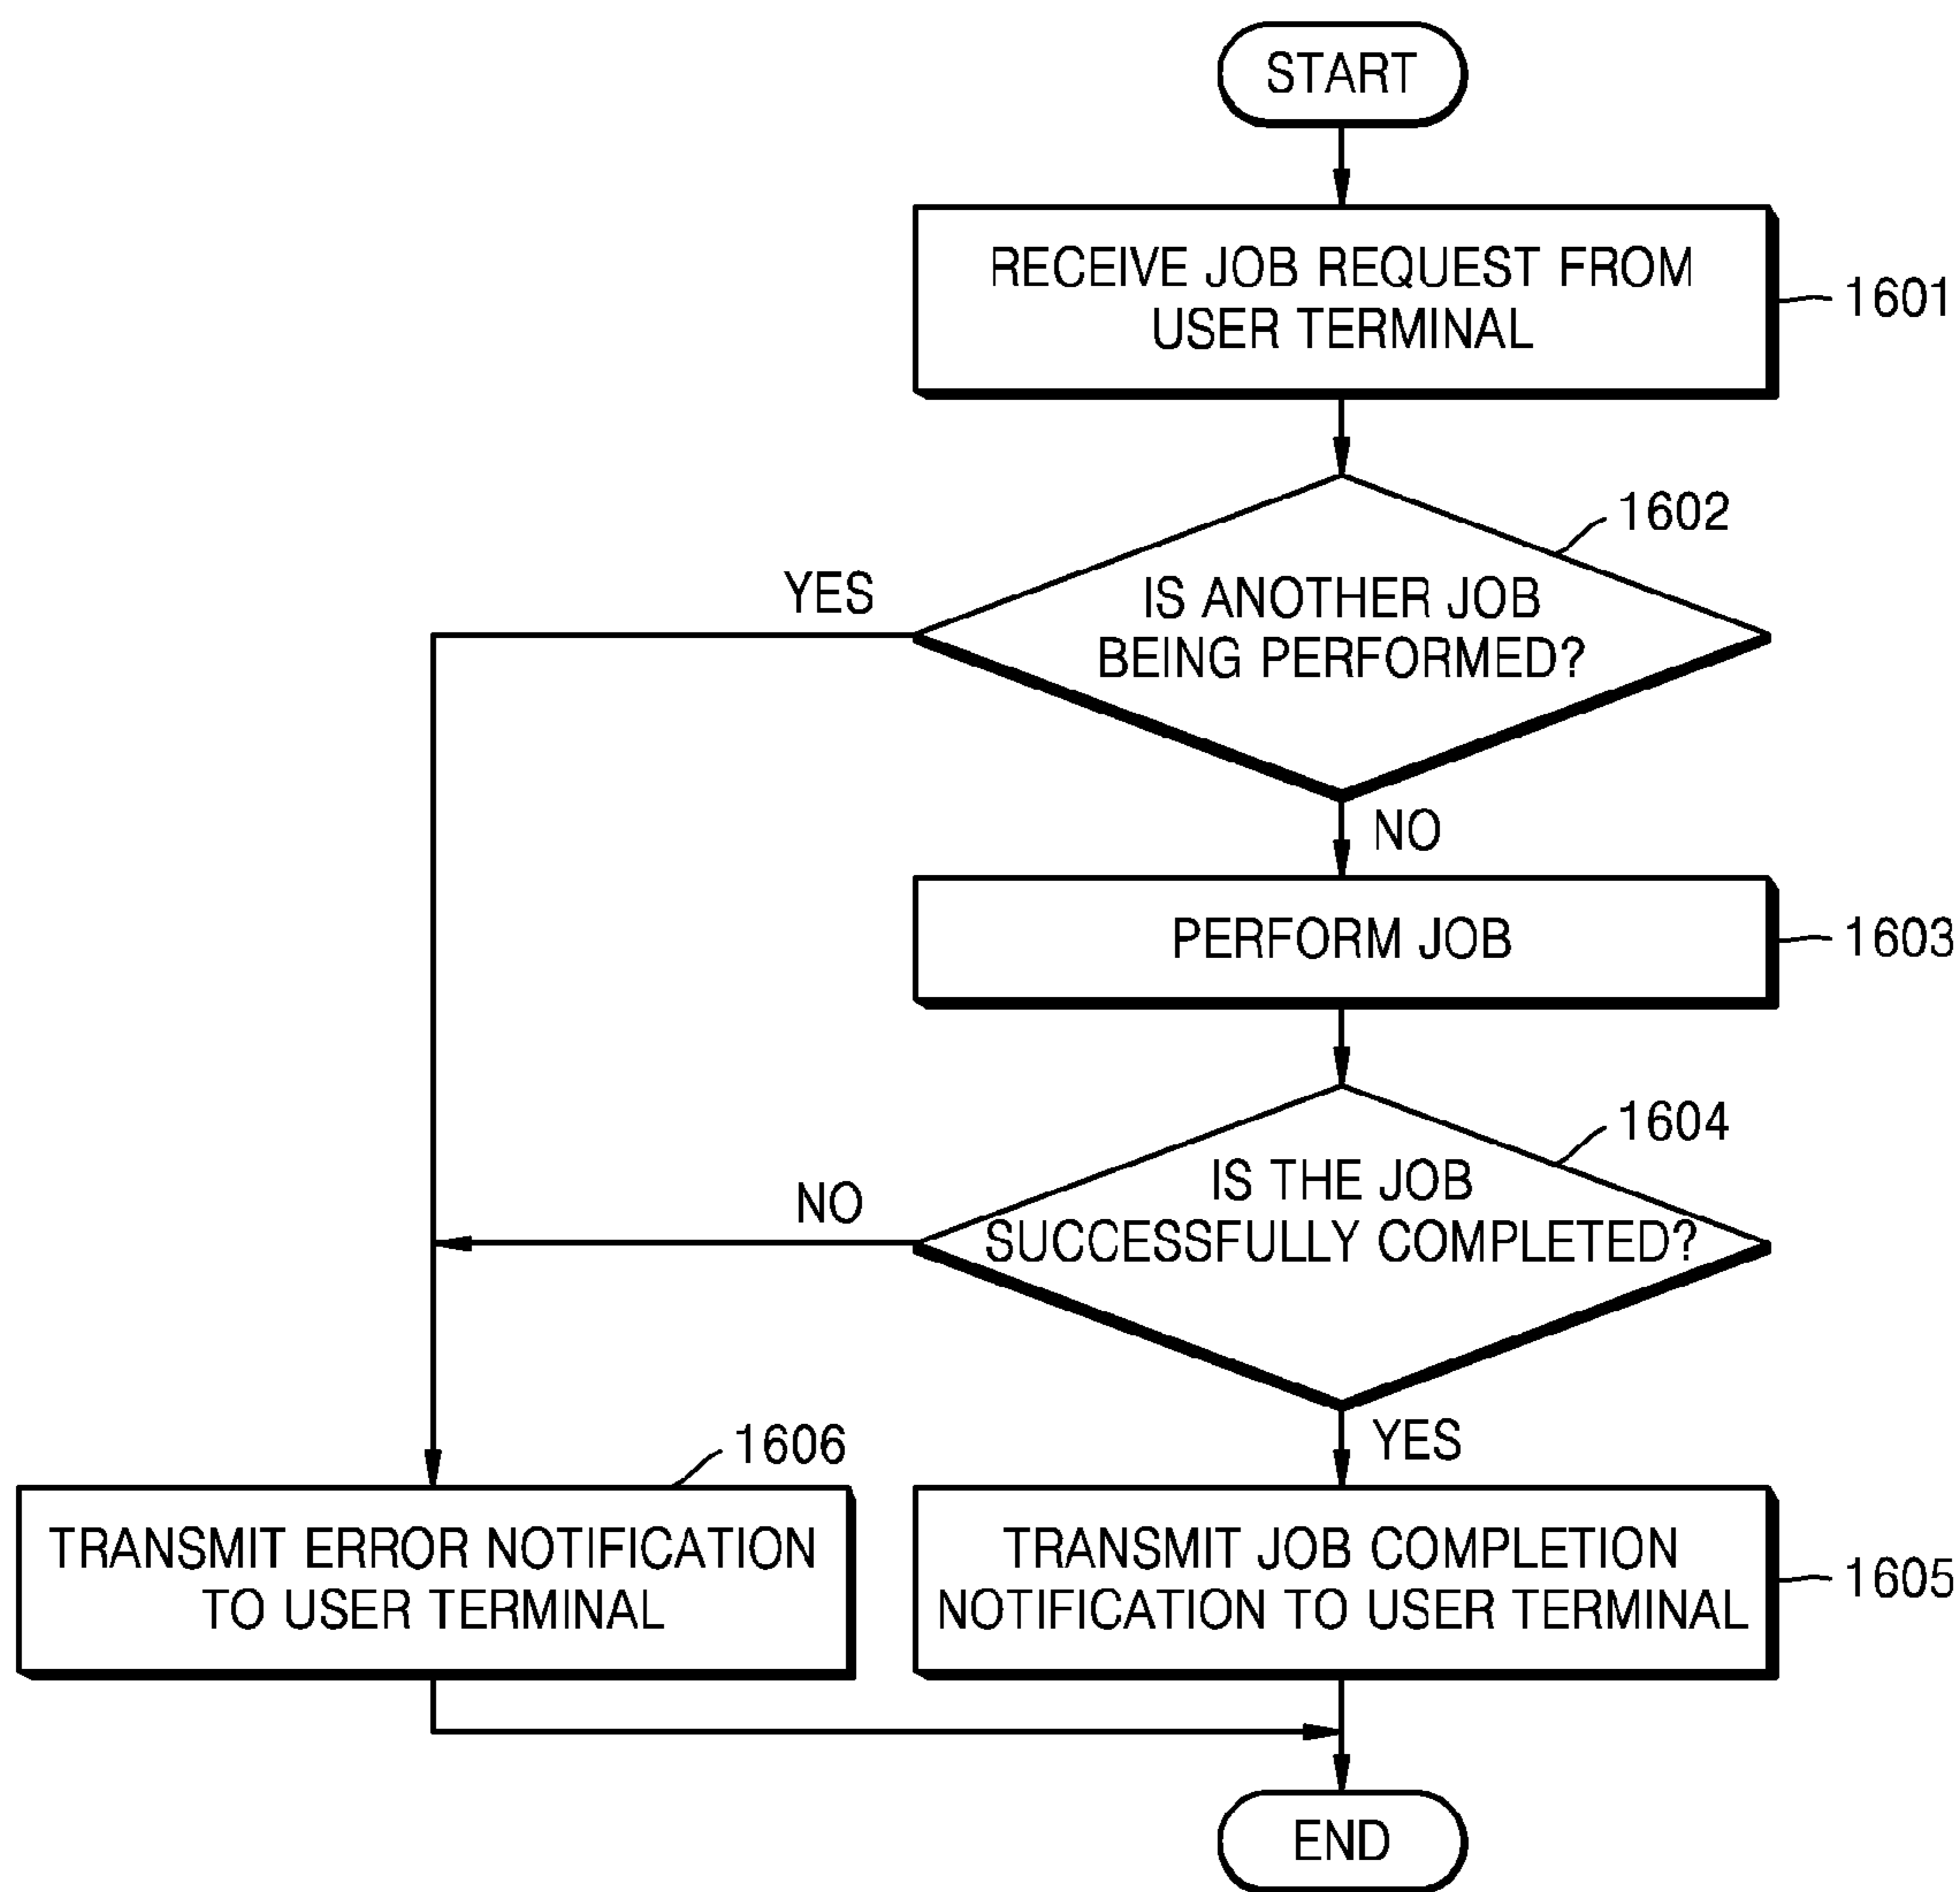 START
RECEIVE JOB REQUEST FROM
USER TERMINAL
1601
1602
IS ANOTHER JOB
BEING PERFORMED?
YES
NO
PERFORM JOB
1603
1604
IS THE JOB
SUCCESSFULLY COMPLETED?
NO
YES
1606
TRANSMIT ERROR NOTIFICATION
TO USER TERMINAL
TRANSMIT JOB COMPLETION
NOTIFICATION TO USER TERMINAL
1605
END